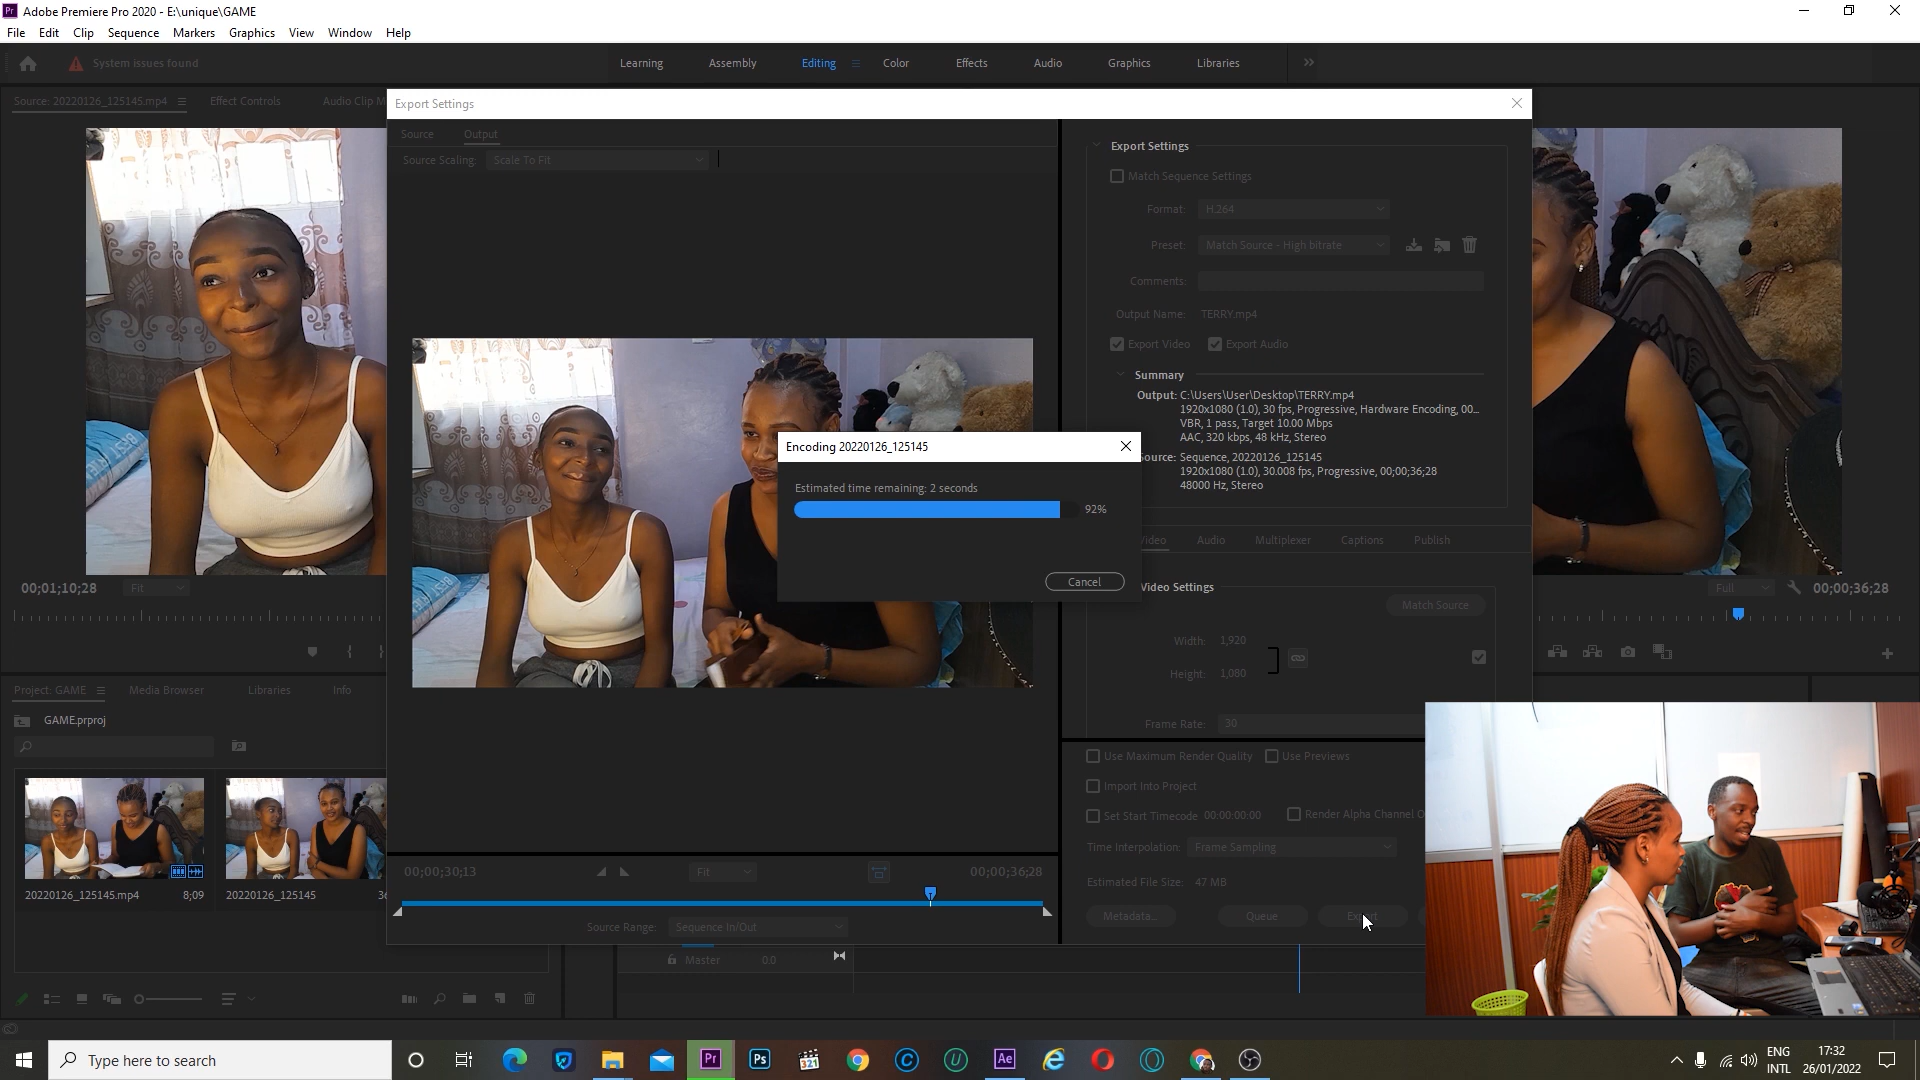 Adobe Premiere Pro 2020 - E:\unique\GAME
File Edit Clip Sequence Markers Graphics View Window Help
System issues found
Learning Assembly Editing Color Effects Audio Graphics Libraries
Source: 20220126_125145.mp4 Effect Controls Audio Clip M
Export Settings
Source Output
Source Scaling: Scale To Fit
Export Settings
Match Sequence Settings
Format: H.264
Preset: Match Source - High bitrate
Comments:
Output Name: TERRY.mp4
Export Video Export Audio
Summary
Output: C:\Users\User\Desktop\TERRY.mp4
1920x1080 (1.0), 30 fps, Progressive, Hardware Encoding, 00...
VBR, 1 pass, Target 10.00 Mbps
AAC, 320 kbps, 48 kHz, Stereo
Source: Sequence, 20220126_125145
1920x1080 (1.0), 30.008 fps, Progressive, 00;00;36;28
48000 Hz, Stereo
Encoding 20220126_125145
Estimated time remaining: 2 seconds
92%
Cancel
Video Audio Multiplexer Captions Publish
Video Settings
Match Source
Width: 1,920
Height: 1,080
Frame Rate: 30
00;01;10;28 Fit
Full 00;00;36;28
Project: GAME Media Browser Libraries Info
GAME.prproj
20220126_125145.mp4 8;09 20220126_125145 36
Use Maximum Render Quality Use Previews
Import Into Project
Set Start Timecode 00:00:00:00 Render Alpha Channel O
Time Interpolation: Frame Sampling
Estimated File Size: 47 MB
Metadata... Queue Export
00;00;30;13 Fit 00;00;36;28
Source Range: Sequence In/Out
Master 0.0
Type here to search
Pr Ps 321 Ae
ENG
INTL
17:32
26/01/2022